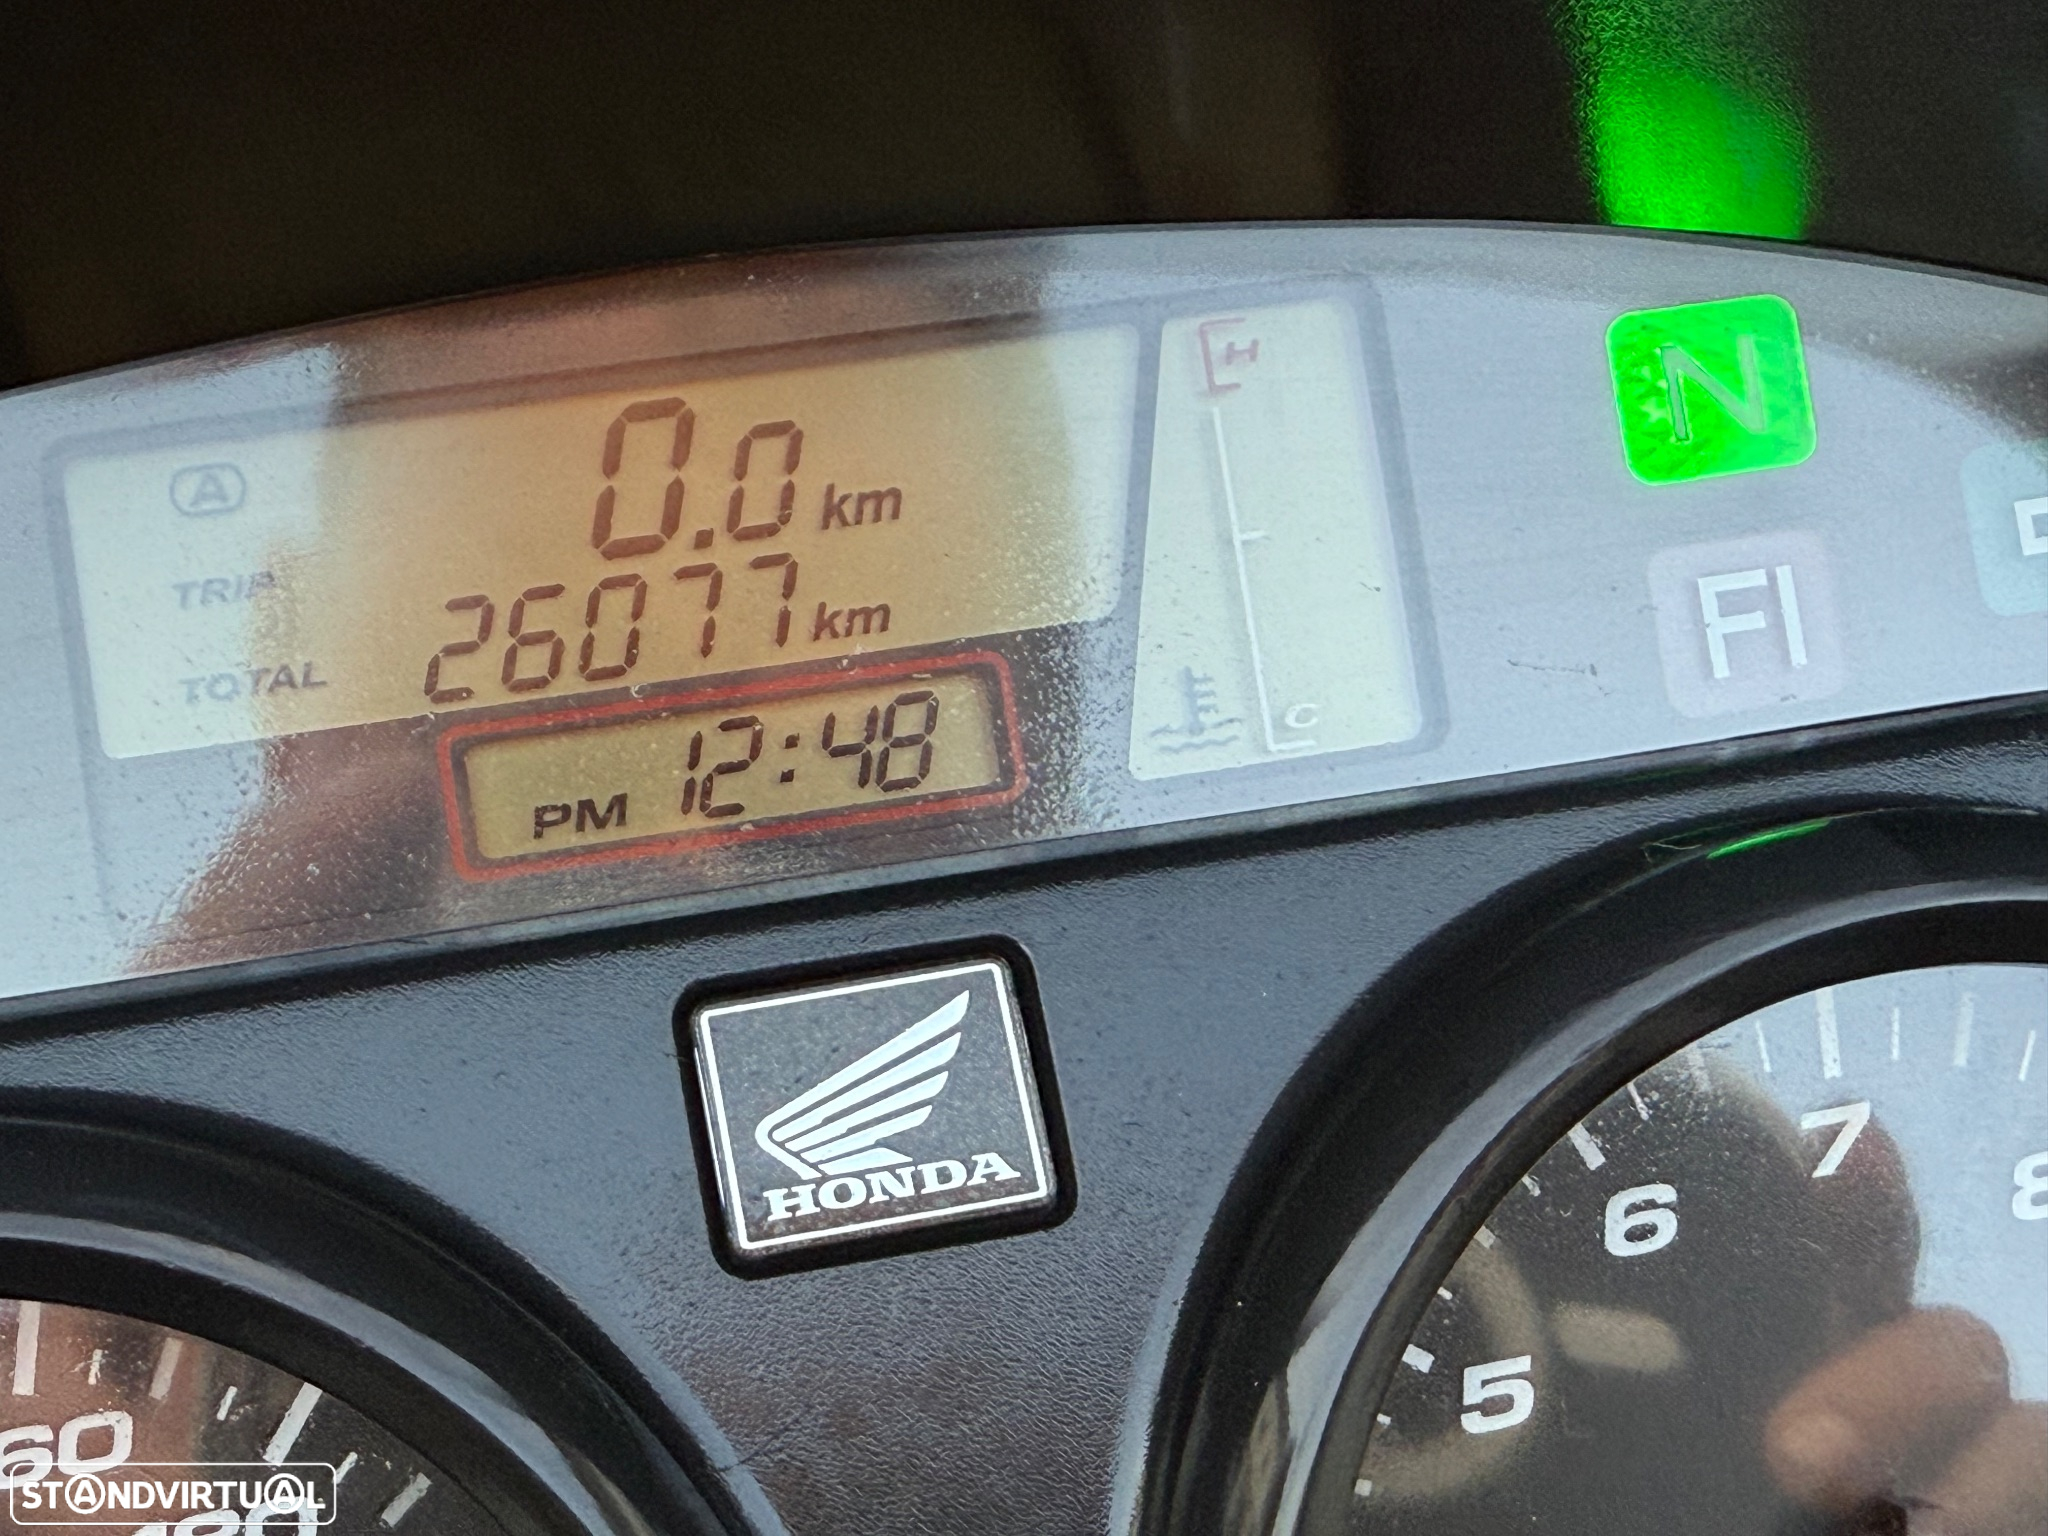 A
0.0 km
TRIP
TOTAL 26077 km
PM 12:48
H
C
N
FI
HONDA
5
6
7
8
60
STANDVIRTUAL